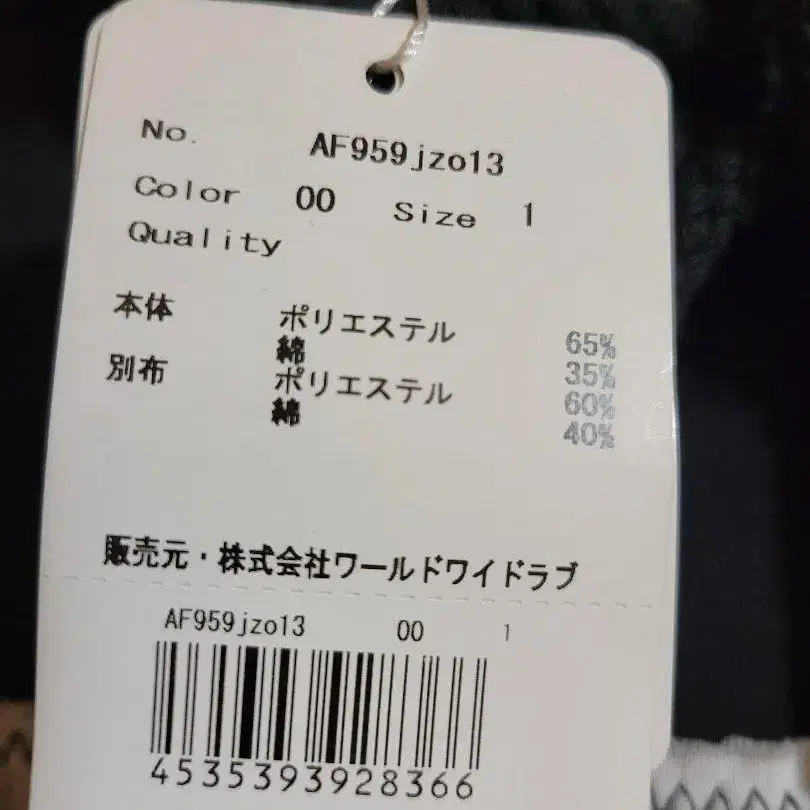 No. AF959jzo13
Color 00 Size 1
Quality
本体 ポリエステル 65%
綿 35%
別布 ポリエステル 60%
綿 40%
販売元・株式会社ワールドワイドラブ
AF959jzo13 00 1
4535393928366